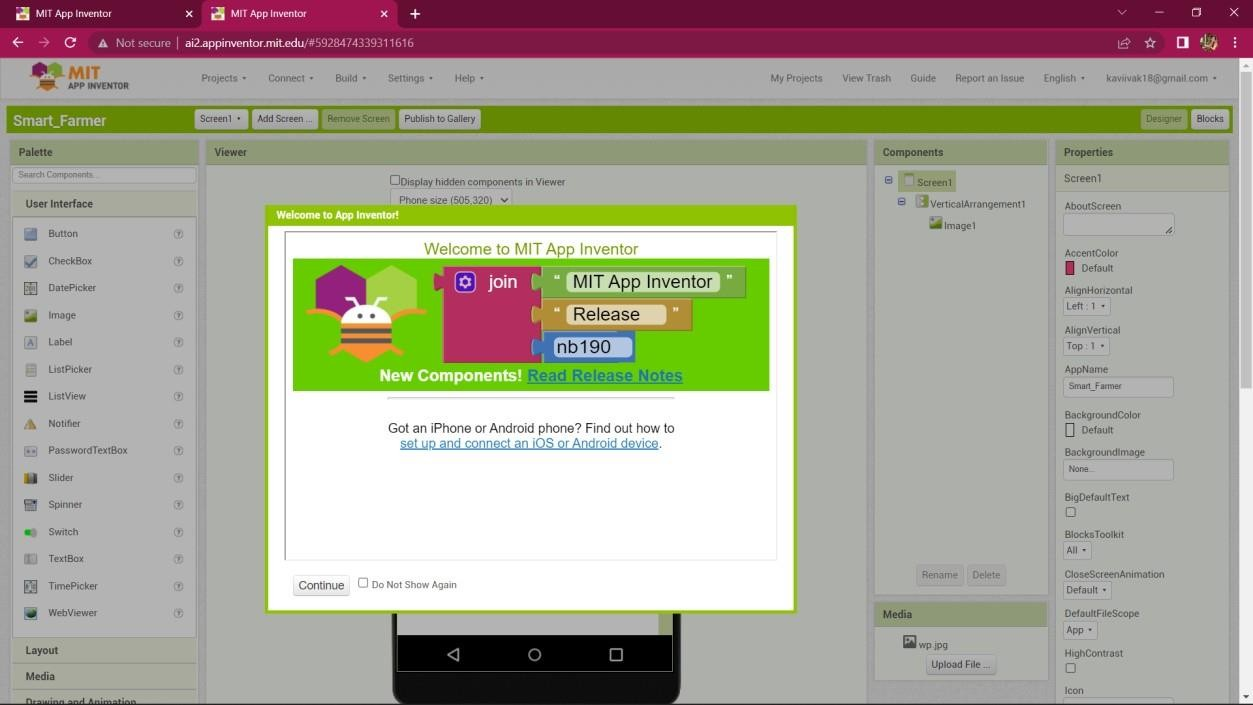 MIT App Inventor
MIT App Inventor
Not secure | ai2.appinventor.mit.edu/#5928474339311616
MIT
APP INVENTOR
Projects Connect Build Settings Help My Projects View Trash Guide Report an Issue English kaviivak18@gmail.com
Smart_Farmer Screen1 Add Screen ... Remove Screen Publish to Gallery Designer Blocks
Palette
Search Components...
User Interface
Button
CheckBox
DatePicker
Image
Label
ListPicker
ListView
Notifier
PasswordTextBox
Slider
Spinner
Switch
TextBox
TimePicker
WebViewer
Layout
Media
Drawing and Animation
Viewer
Display hidden components in Viewer
Phone size (505,320)
Welcome to App Inventor!
Welcome to MIT App Inventor
join “ MIT App Inventor ”
“ Release ”
nb190
New Components! Read Release Notes
Got an iPhone or Android phone? Find out how to
set up and connect an iOS or Android device.
Continue Do Not Show Again
Components
Screen1
VerticalArrangement1
Image1
Rename Delete
Media
wp.jpg
Upload File ...
Properties
Screen1
AboutScreen
AccentColor
Default
AlignHorizontal
Left : 1
AlignVertical
Top : 1
AppName
Smart_Farmer
BackgroundColor
Default
BackgroundImage
None...
BigDefaultText
BlocksToolkit
All
CloseScreenAnimation
Default
DefaultFileScope
App
HighContrast
Icon